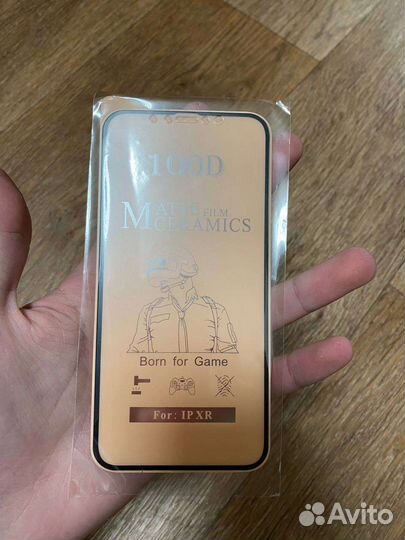 100D
MATTE FILM
CERAMICS
Born for Game
For: IP XR
Avito